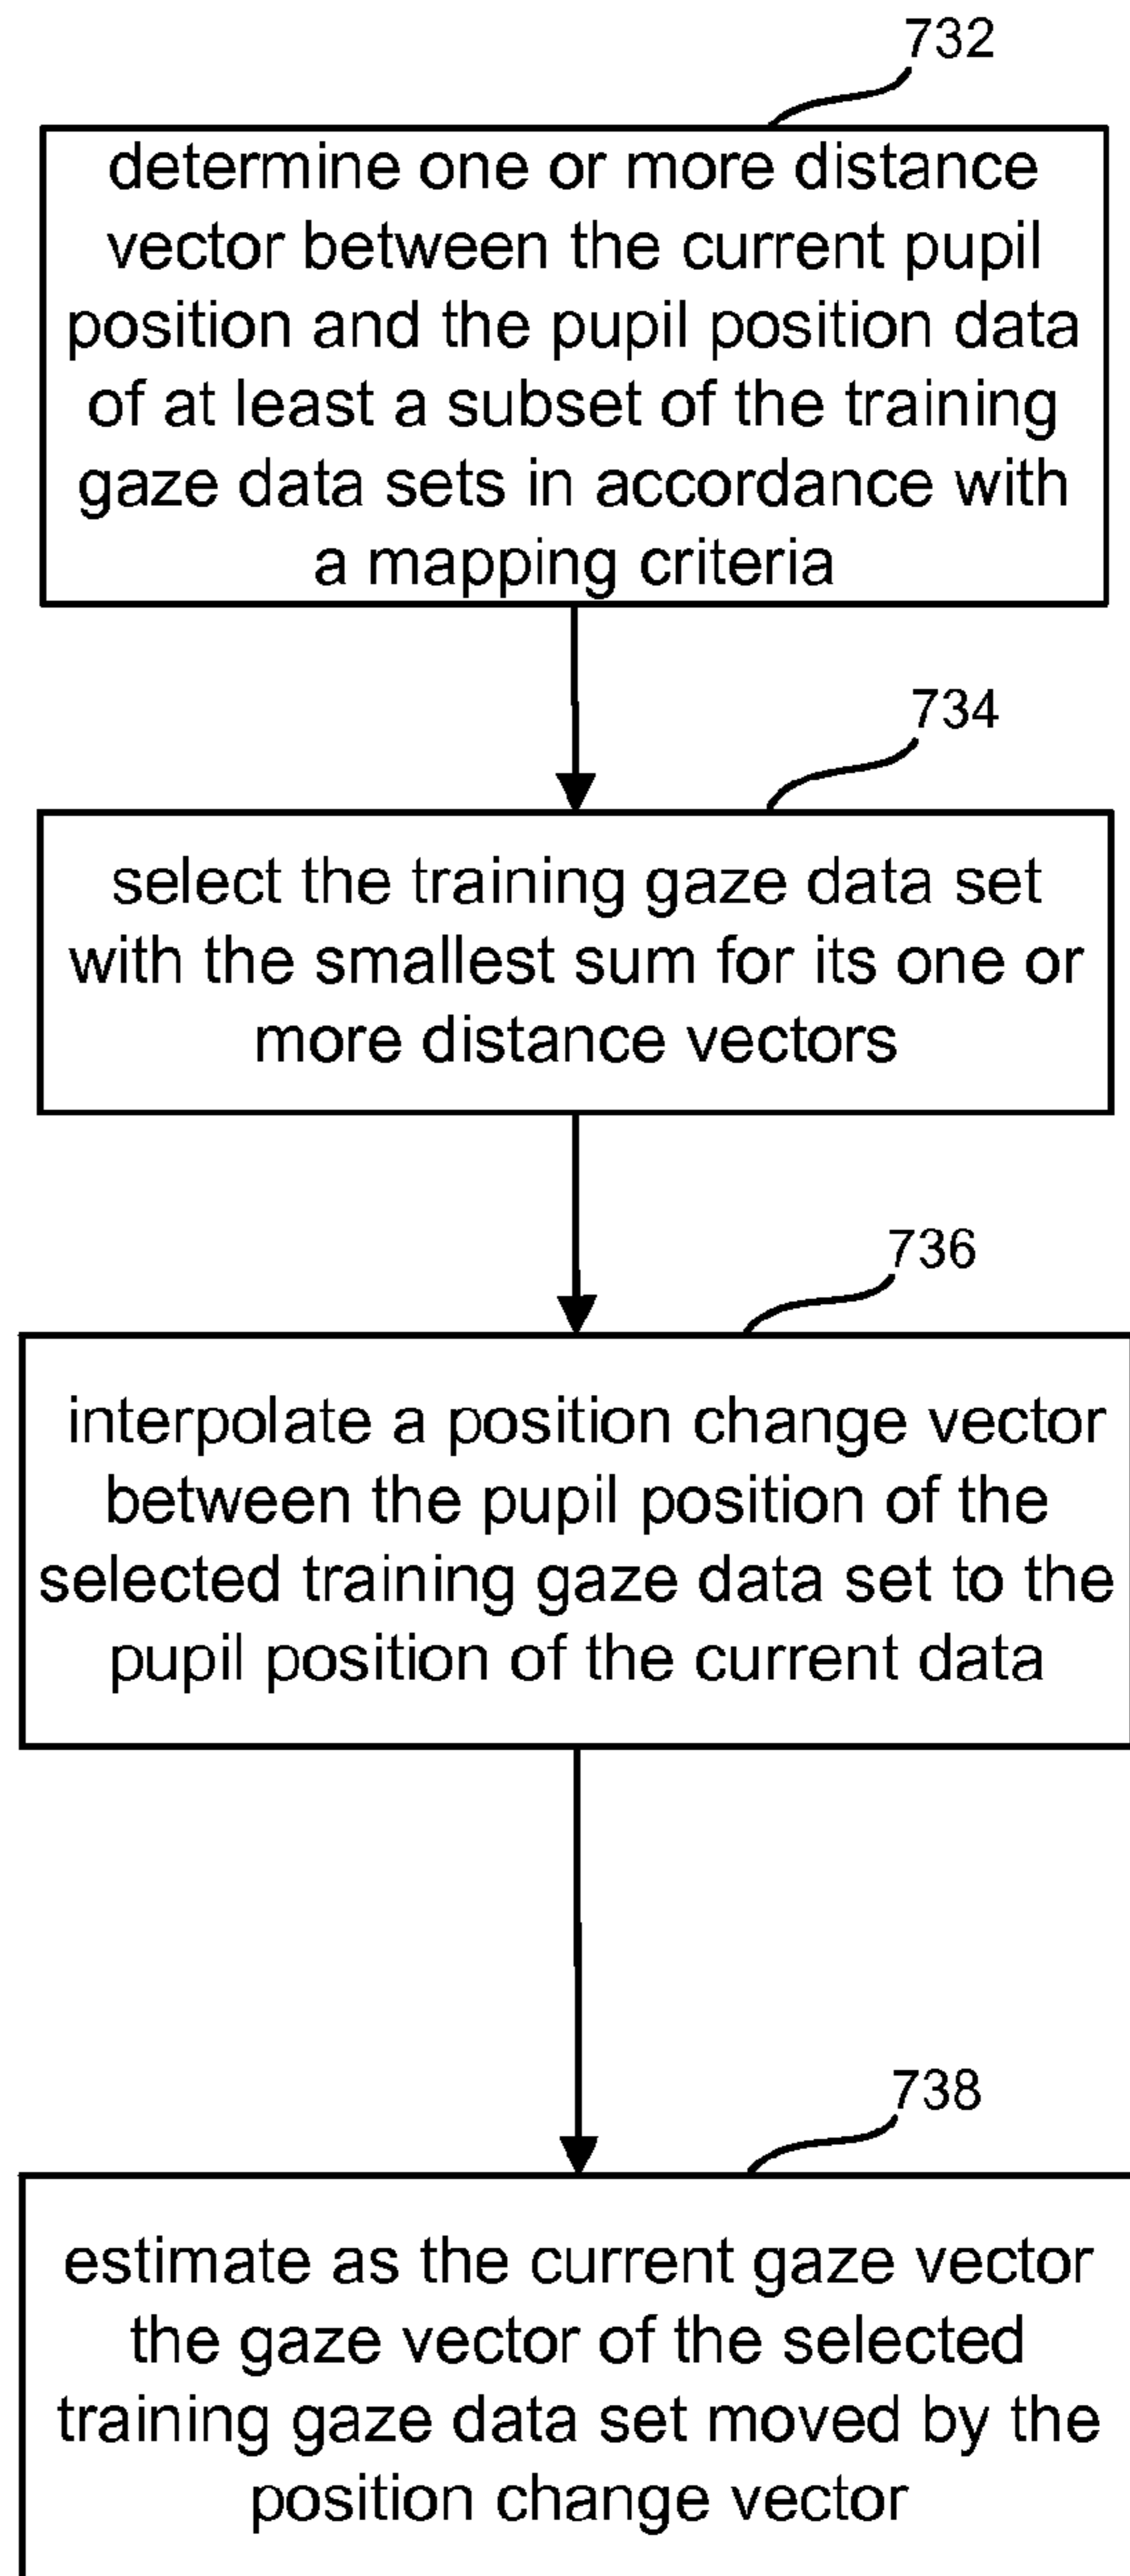 732
determine one or more distance
vector between the current pupil
position and the pupil position data
of at least a subset of the training
gaze data sets in accordance with
a mapping criteria
734
select the training gaze data set
with the smallest sum for its one or
more distance vectors
736
interpolate a position change vector
between the pupil position of the
selected training gaze data set to the
pupil position of the current data
738
estimate as the current gaze vector
the gaze vector of the selected
training gaze data set moved by the
position change vector